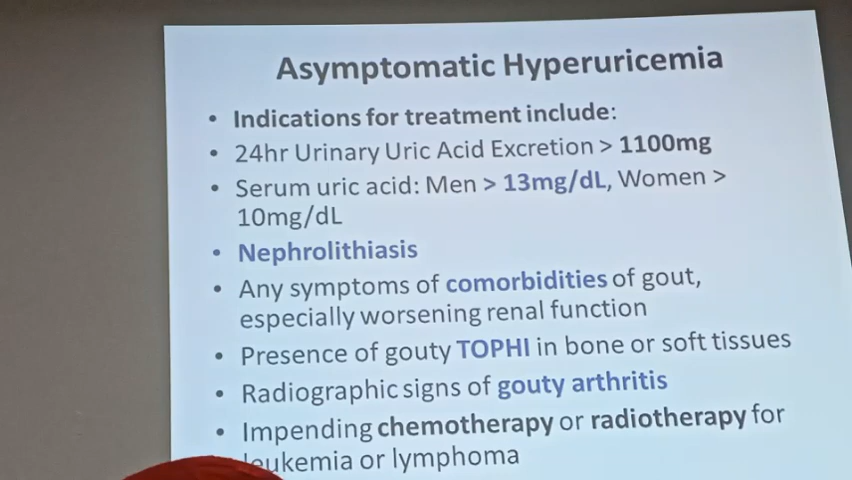 Asymptomatic Hyperuricemia
• Indications for treatment include:
• 24hr Urinary Uric Acid Excretion > 1100mg
• Serum uric acid: Men > 13mg/dL, Women >
10mg/dL
• Nephrolithiasis
• Any symptoms of comorbidities of gout,
especially worsening renal function
• Presence of gouty TOPHI in bone or soft tissues
• Radiographic signs of gouty arthritis
• Impending chemotherapy or radiotherapy for
leukemia or lymphoma